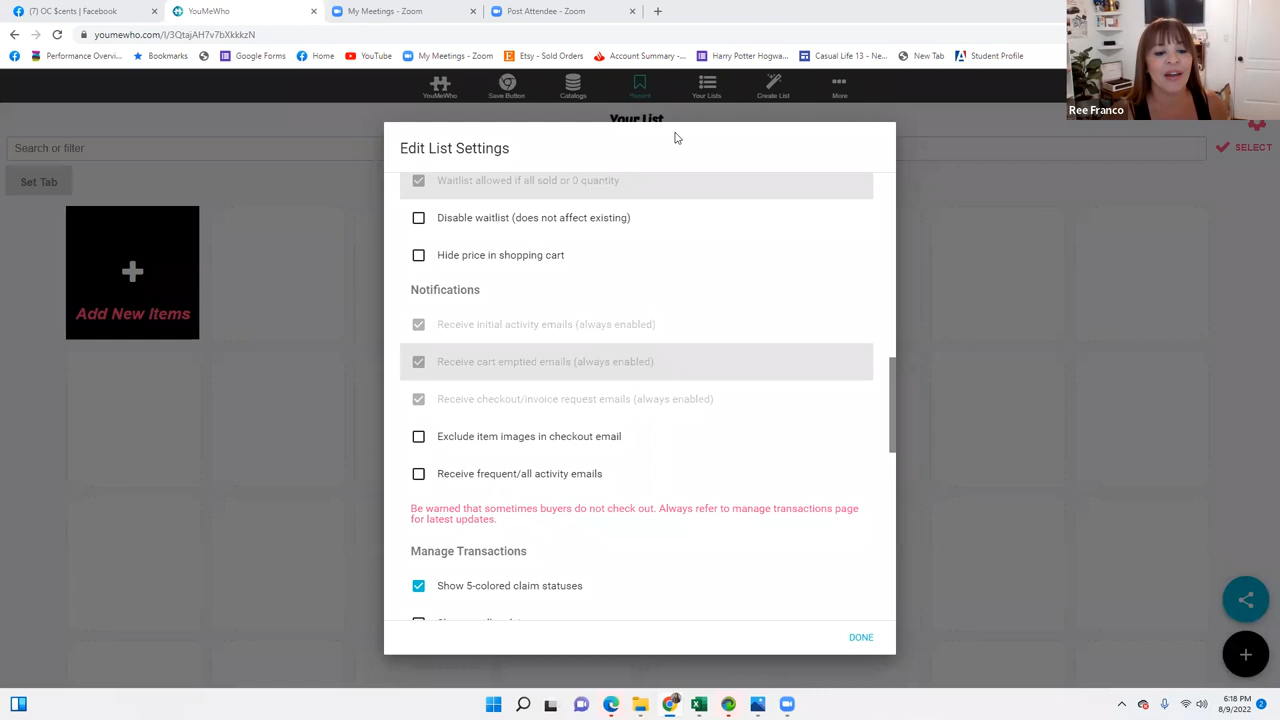 (7) OC $cents | Facebook
YouMeWho
My Meetings - Zoom
Post Attendee - Zoom
youmewho.com/l/3QtajAH7v7bXkkkzN
Performance Overvi...
Bookmarks
Google Forms
Home
YouTube
My Meetings - Zoom
Etsy - Sold Orders
Account Summary -...
Harry Potter Hogwa...
Casual Life 13 - Ne...
New Tab
Student Profile
YouMeWho
Save Button
Catalogs
Recent
Your Lists
Create List
More
Ree Franco
Your List
Search or filter
SELECT
Set Tab
Add New Items
Edit List Settings
Waitlist allowed if all sold or 0 quantity
Disable waitlist (does not affect existing)
Hide price in shopping cart
Notifications
Receive initial activity emails (always enabled)
Receive cart emptied emails (always enabled)
Receive checkout/invoice request emails (always enabled)
Exclude item images in checkout email
Receive frequent/all activity emails
Be warned that sometimes buyers do not check out. Always refer to manage transactions page
for latest updates.
Manage Transactions
Show 5-colored claim statuses
DONE
6:18 PM
8/9/2022
2